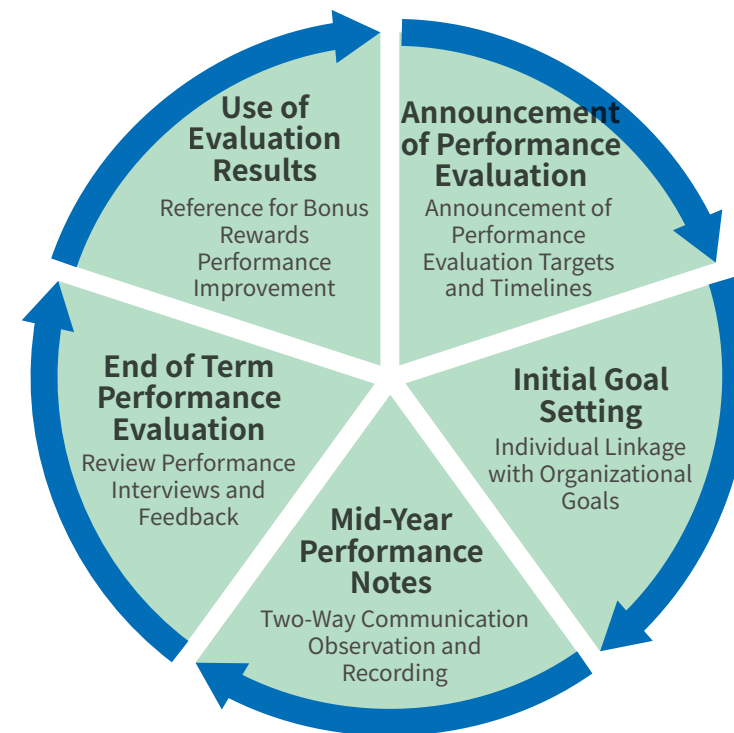 Use of
Evaluation
Results
Reference for Bonus
Rewards
Performance
Improvement
Announcement
of Performance
Evaluation
Announcement of
Performance
Evaluation Targets
and Timelines
Initial Goal
Setting
Individual Linkage
with Organizational
Goals
Mid-Year
Performance
Notes
Two-Way Communication
Observation and
Recording
End of Term
Performance
Evaluation
Review Performance
Interviews and
Feedback